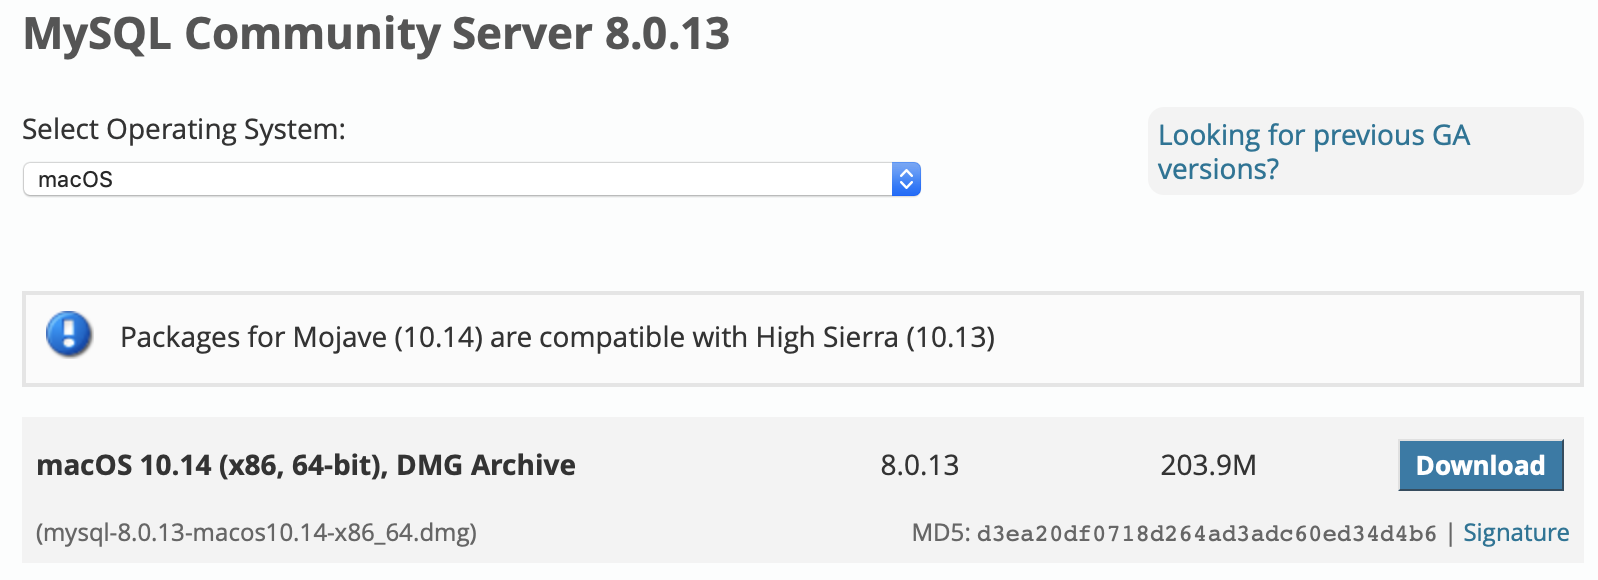 MySQL Community Server 8.0.13
Select Operating System:
macOS
Looking for previous GA
versions?
Packages for Mojave (10.14) are compatible with High Sierra (10.13)
macOS 10.14 (x86, 64-bit), DMG Archive 8.0.13 203.9M Download
(mysql-8.0.13-macos10.14-x86_64.dmg) MD5: d3ea20df0718d264ad3adc60ed34d4b6 | Signature